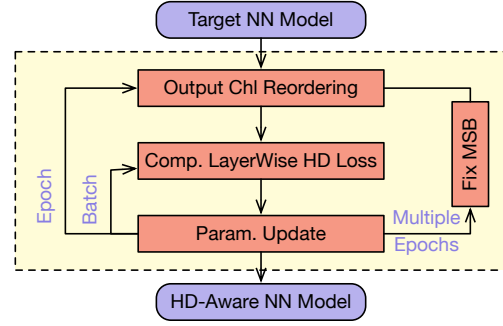 Target NN Model
Output Chl Reordering
Comp. LayerWise HD Loss
Fix MSB
Epoch
Batch
Param. Update
Multiple
Epochs
HD-Aware NN Model